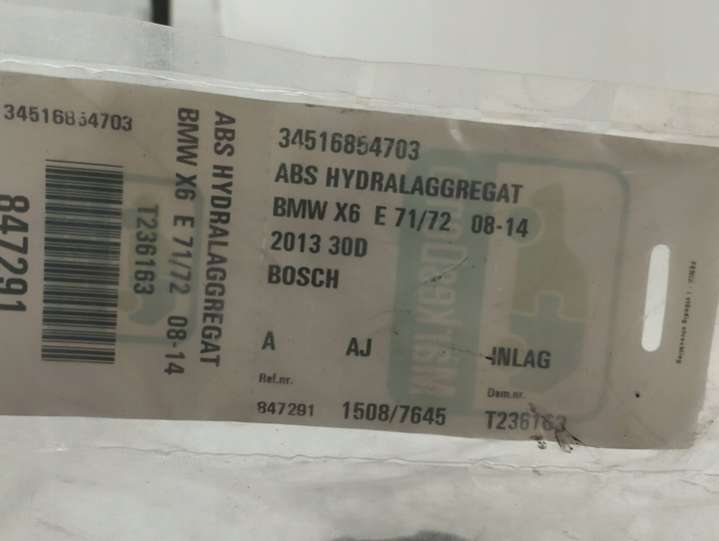 34516854703
847291
T236163
BMW X6 E 71/72 08-14
ABS HYDRALAGGREGAT
34516854703
ABS HYDRALAGGREGAT
BMW X6 E 71/72 08-14
2013 30D
BOSCH
A AJ INLAG
Ref.nr. Dem.nr.
847291 1508/7645 T236163